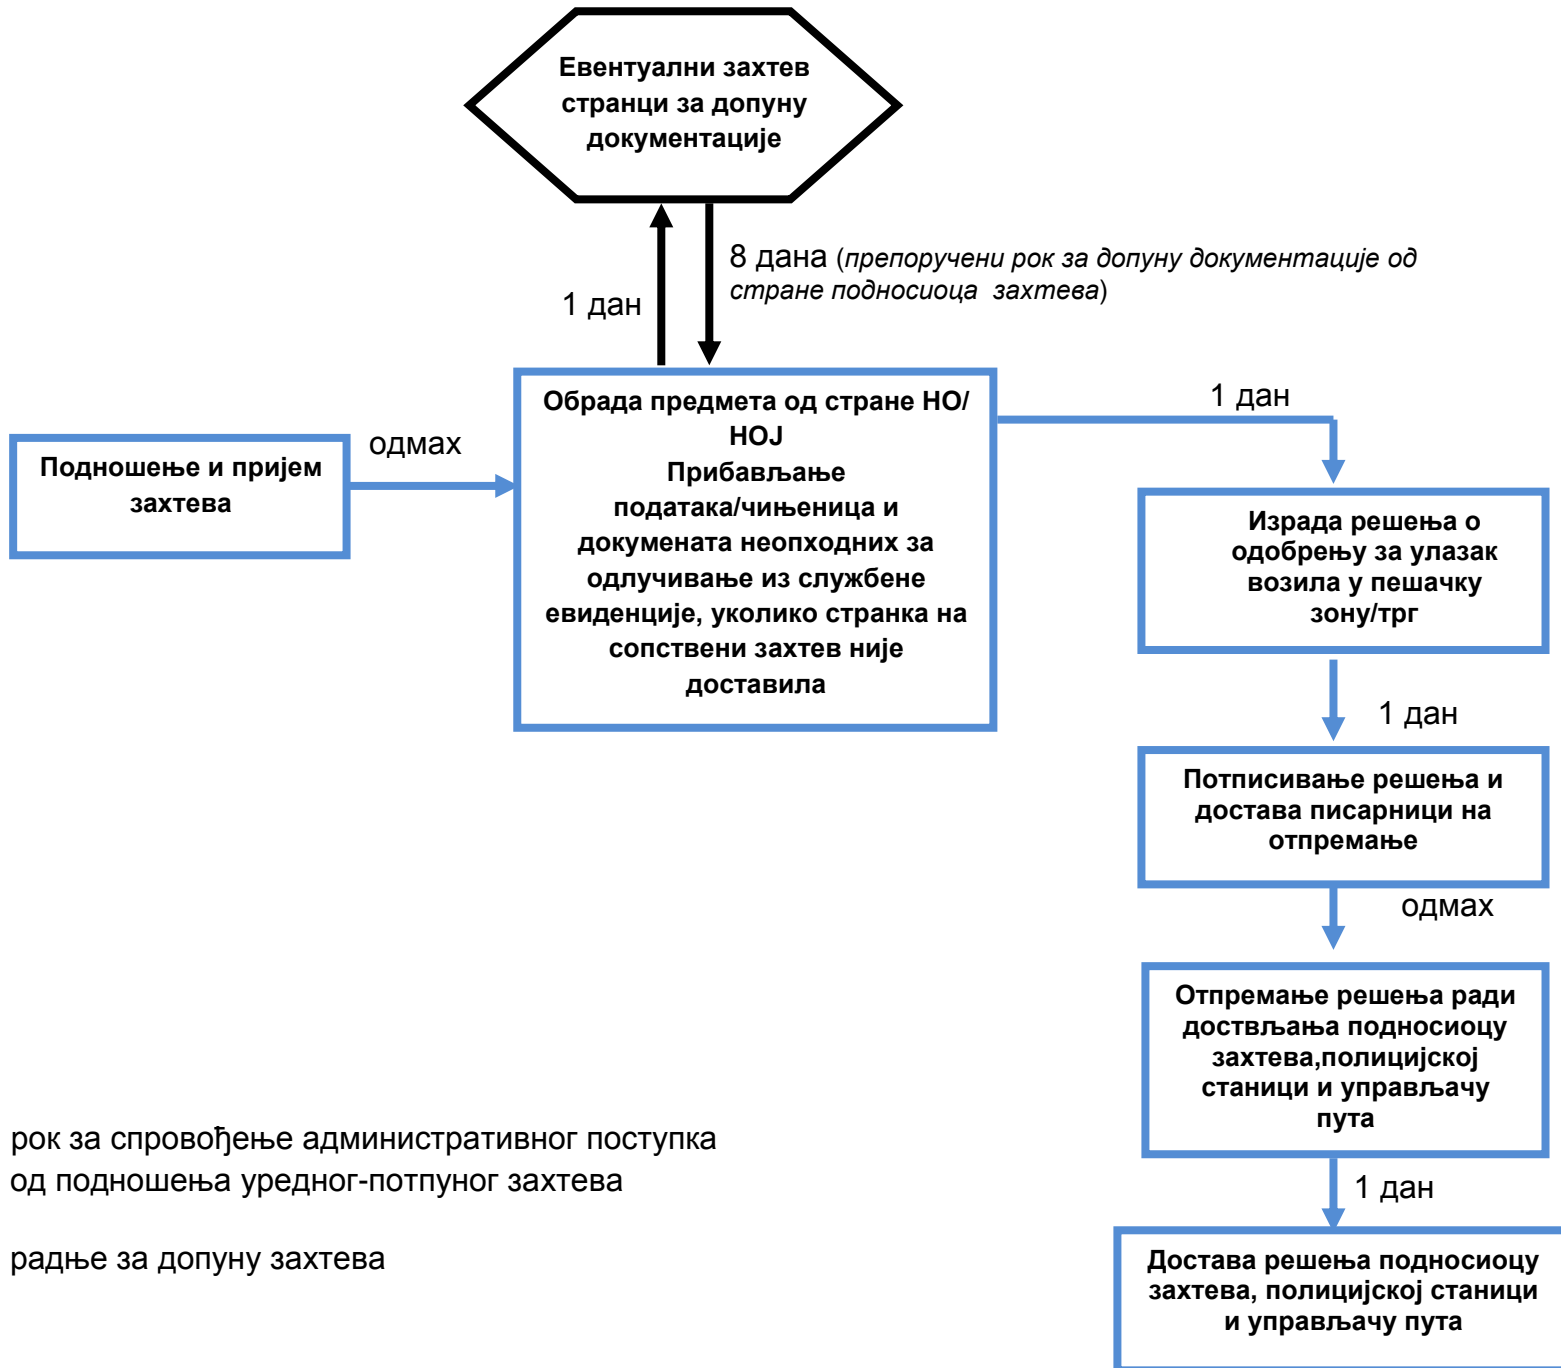 Евентуални захтев
странци за допуну
документације
8 дана (препоручени рок за допуну документације од
стране подносиоца захтева)
1 дан
Подношење и пријем
захтева
одмах
Обрада предмета од стране НО/
НОЈ
Прибављање
података/чињеница и
докумената неопходних за
одлучивање из службене
евиденције, уколико странка на
сопствени захтев није
доставила
1 дан
Израда решења о
одобрењу за улазак
возила у пешачку
зону/трг
1 дан
Потписивање решења и
достава писарници на
отпремање
одмах
Отпремање решења ради
доствљања подносиоцу
захтева,полицијској
станици и управљачу
пута
1 дан
Достава решења подносиоцу
захтева, полицијској станици
и управљачу пута
рок за спровођење административног поступка
од подношења уредног-потпуног захтева
радње за допуну захтева